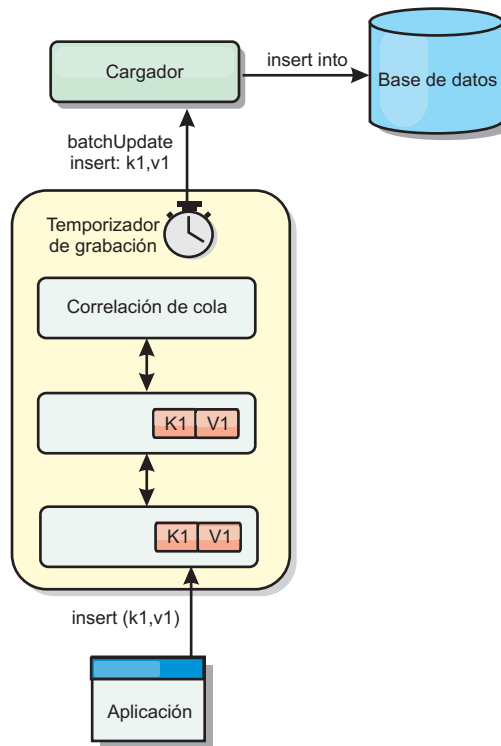 Cargador
insert into
Base de datos
batchUpdate
insert: k1,v1
Temporizador
de grabación
Correlación de cola
K1 V1
K1 V1
insert (k1,v1)
Aplicación